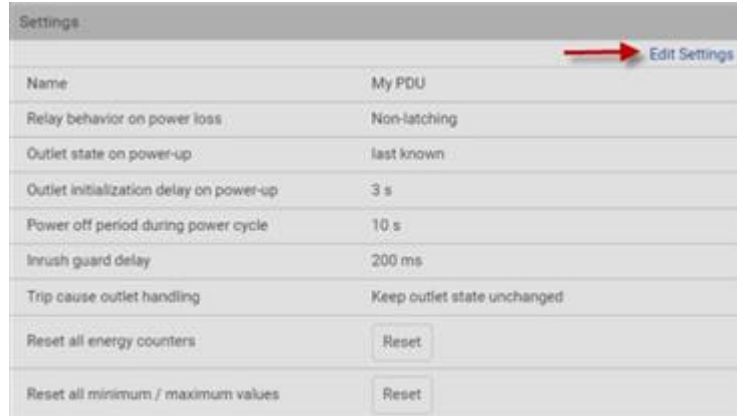 Settings
Edit Settings
Name My PDU
Relay behavior on power loss Non-latching
Outlet state on power-up last known
Outlet initialization delay on power-up 3 s
Power off period during power cycle 10 s
Inrush guard delay 200 ms
Trip cause outlet handling Keep outlet state unchanged
Reset all energy counters Reset
Reset all minimum / maximum values Reset